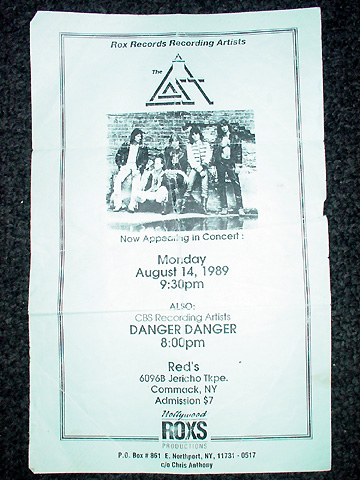 Rox Records Recording Artists
The
Now Appearing in Concert :
Monday
August 14, 1989
9:30pm
ALSO:
CBS Recording Artists
DANGER DANGER
8:00pm
Red's
6096B Jericho Tkpe.
Commack, NY
Admission $7
Hollywood
ROXS
PRODUCTIONS
P.O. Box # 861 E. Northport, NY, 11731 - 0517
c/o Chris Anthony